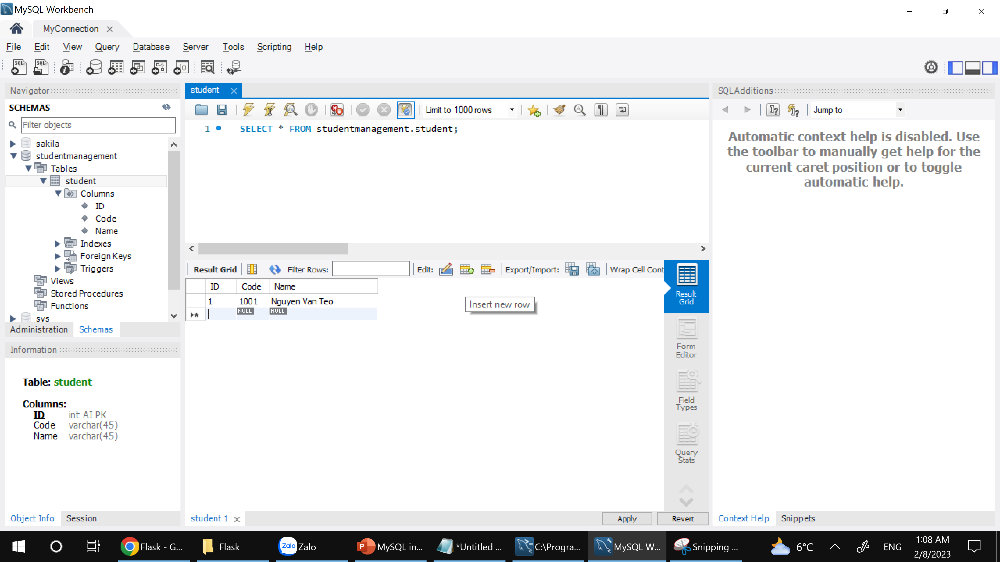 MySQL Workbench
MyConnection
File Edit View Query Database Server Tools Scripting Help
Navigator
SCHEMAS
Filter objects
sakila
studentmanagement
Tables
student
Columns
ID
Code
Name
Indexes
Foreign Keys
Triggers
Views
Stored Procedures
Functions
sys
Administration Schemas
Information
Table: student
Columns:
ID int AI PK
Code varchar(45)
Name varchar(45)
Object Info Session
student
Limit to 1000 rows
1 SELECT * FROM studentmanagement.student;
Result Grid Filter Rows: Edit: Export/Import: Wrap Cell Cont
ID Code Name
1 1001 Nguyen Van Teo
NULL NULL
Insert new row
Result
Grid
Form
Editor
Field
Types
Query
Stats
student 1
Apply Revert
SQLAdditions
Jump to
Automatic context help is disabled. Use
the toolbar to manually get help for the
current caret position or to toggle
automatic help.
Context Help Snippets
Flask - G...
Flask
Zalo Zalo
P MySQL in...
*Untitled ...
C:\Progra...
MySQL W...
Snipping ...
6°C
ENG
1:08 AM
2/8/2023